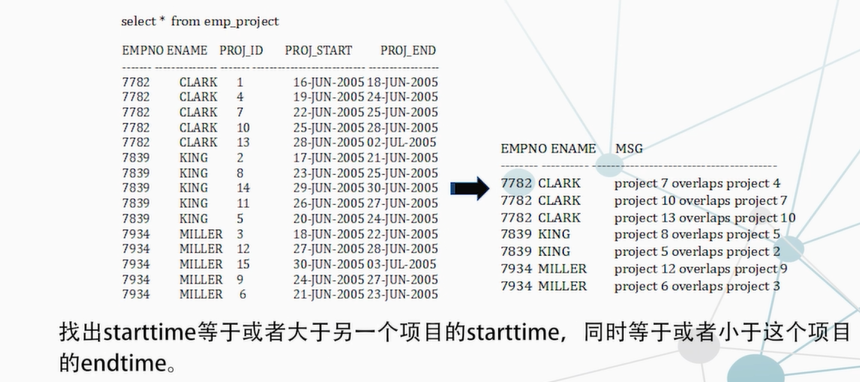 select * from emp_project
EMPNO ENAME PROJ_ID PROJ_START PROJ_END
7782 CLARK 1 16-JUN-2005 18-JUN-2005
7782 CLARK 4 19-JUN-2005 24-JUN-2005
7782 CLARK 7 22-JUN-2005 25-JUN-2005
7782 CLARK 10 25-JUN-2005 28-JUN-2005
7782 CLARK 13 28-JUN-2005 02-JUL-2005
7839 KING 2 17-JUN-2005 21-JUN-2005
7839 KING 8 23-JUN-2005 25-JUN-2005
7839 KING 14 29-JUN-2005 30-JUN-2005
7839 KING 11 26-JUN-2005 27-JUN-2005
7839 KING 5 20-JUN-2005 24-JUN-2005
7934 MILLER 3 18-JUN-2005 22-JUN-2005
7934 MILLER 12 27-JUN-2005 28-JUN-2005
7934 MILLER 15 30-JUN-2005 03-JUL-2005
7934 MILLER 9 24-JUN-2005 27-JUN-2005
7934 MILLER 6 21-JUN-2005 23-JUN-2005
EMPNO ENAME MSG
7782 CLARK project 7 overlaps project 4
7782 CLARK project 10 overlaps project 7
7782 CLARK project 13 overlaps project 10
7839 KING project 8 overlaps project 5
7839 KING project 5 overlaps project 2
7934 MILLER project 12 overlaps project 9
7934 MILLER project 6 overlaps project 3
找出starttime等于或者大于另一个项目的starttime，同时等于或者小于这个项目
的endtime。